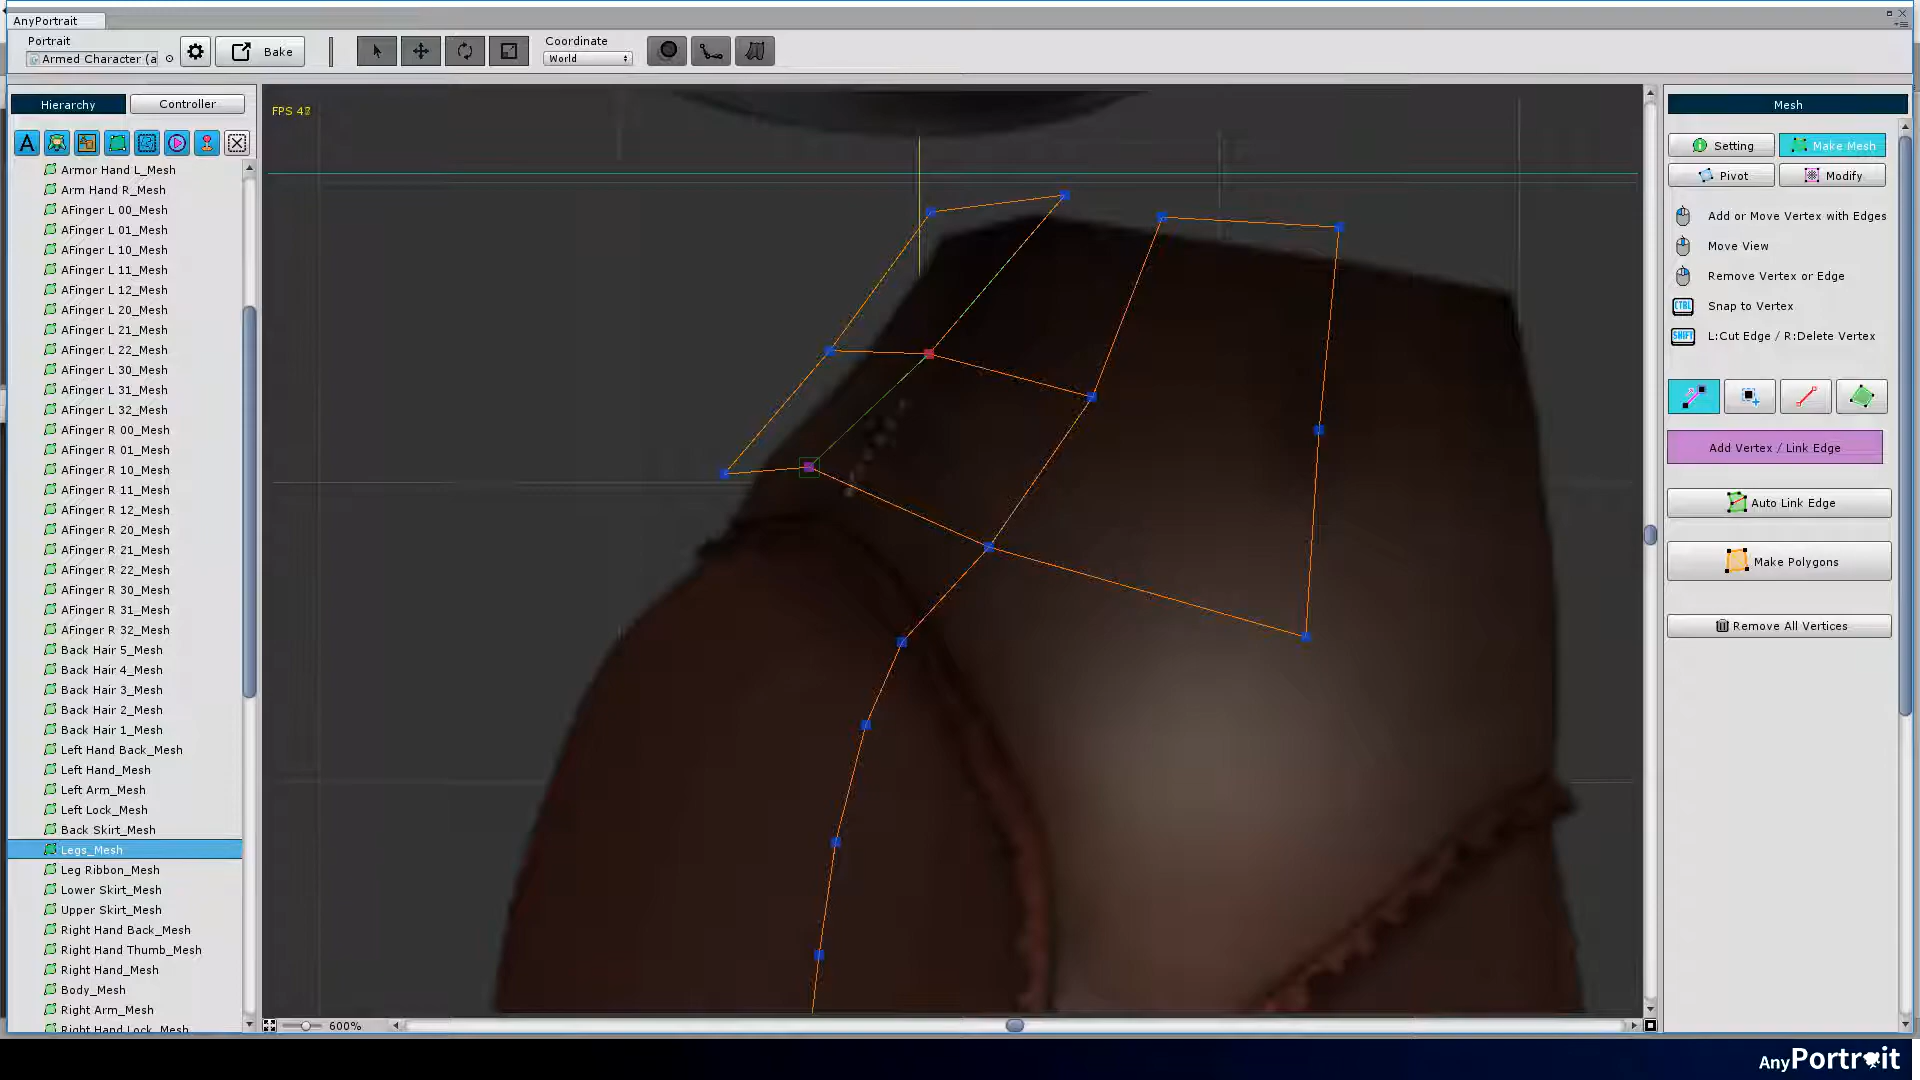 AnyPortrait
Portrait
Armed Character (a
Bake
Coordinate
World
Hierarchy
Controller
FPS 48
A
Armor Hand L_Mesh
Arm Hand R_Mesh
AFinger L 00_Mesh
AFinger L 01_Mesh
AFinger L 10_Mesh
AFinger L 11_Mesh
AFinger L 12_Mesh
AFinger L 20_Mesh
AFinger L 21_Mesh
AFinger L 22_Mesh
AFinger L 30_Mesh
AFinger L 31_Mesh
AFinger L 32_Mesh
AFinger R 00_Mesh
AFinger R 01_Mesh
AFinger R 10_Mesh
AFinger R 11_Mesh
AFinger R 12_Mesh
AFinger R 20_Mesh
AFinger R 21_Mesh
AFinger R 22_Mesh
AFinger R 30_Mesh
AFinger R 31_Mesh
AFinger R 32_Mesh
Back Hair 5_Mesh
Back Hair 4_Mesh
Back Hair 3_Mesh
Back Hair 2_Mesh
Back Hair 1_Mesh
Left Hand Back_Mesh
Left Hand_Mesh
Left Arm_Mesh
Left Lock_Mesh
Back Skirt_Mesh
Legs_Mesh
Leg Ribbon_Mesh
Lower Skirt_Mesh
Upper Skirt_Mesh
Right Hand Back_Mesh
Right Hand Thumb_Mesh
Right Hand_Mesh
Body_Mesh
Right Arm_Mesh
Right Hand Lock_Mesh
600%
Mesh
Setting
Make Mesh
Pivot
Modify
Add or Move Vertex with Edges
Move View
Remove Vertex or Edge
CTRL Snap to Vertex
SHIFT L:Cut Edge / R:Delete Vertex
Add Vertex / Link Edge
Auto Link Edge
Make Polygons
Remove All Vertices
AnyPortrait